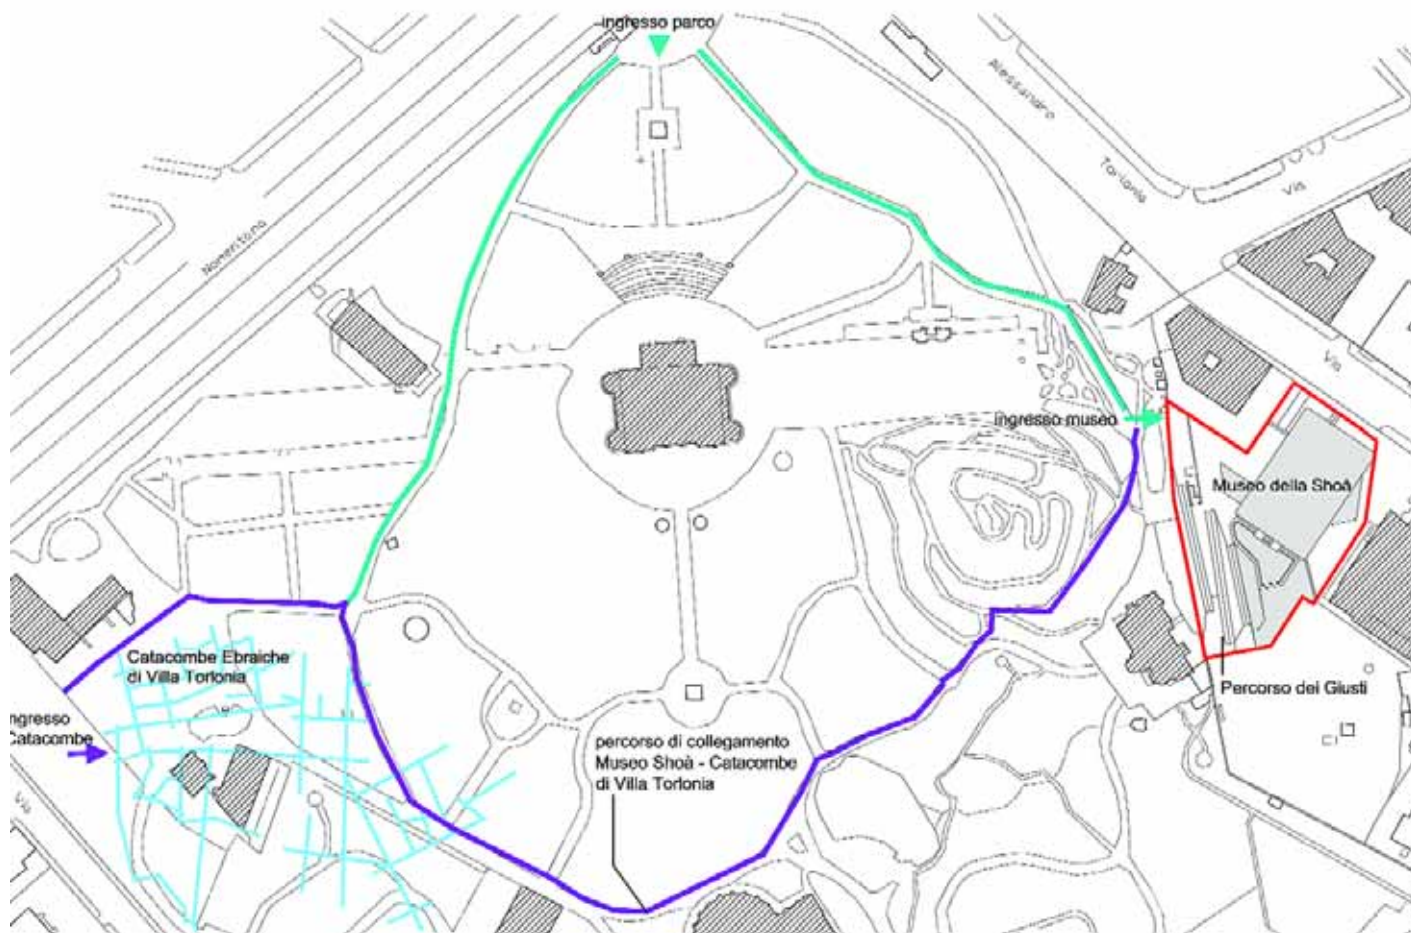 ingresso parco
Alessandro
Torlonia
Via
Nomentana
Via
ingresso museo
Museo della Shoà
Catacombe Ebraiche
di Villa Torlonia
Percorso dei Giusti
ngresso
Catacombe
percorso di collegamento
Museo Shoà - Catacombe
di Villa Torlonia
Via